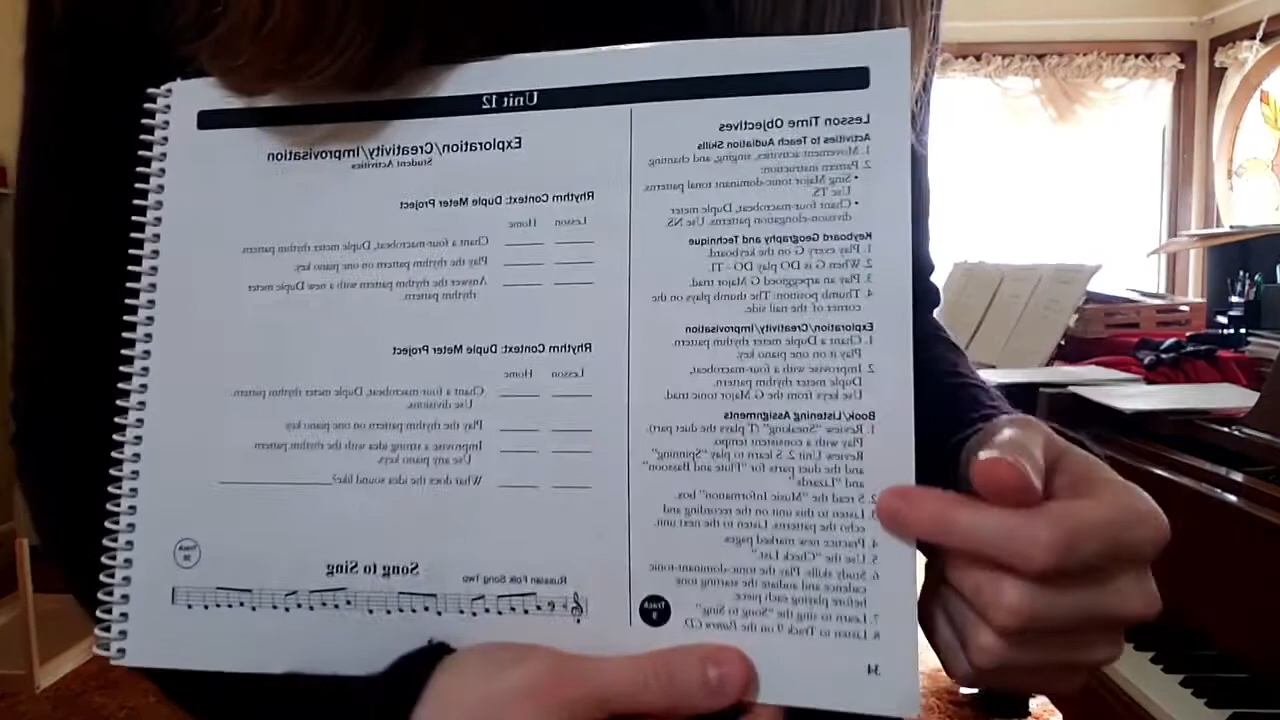 Unit 12
Lesson Time Objectives
Activities to Teach Audiation Skills
1. Movement activities, singing and chanting
2. Pattern instruction:
• Sing Major tonic-dominant tonal patterns.
Use TS.
• Chant four-macrobeat, Duple meter
division-elongation patterns. Use NS.
Keyboard Geography and Technique
1. Play every G on the keyboard.
2. When G is DO play DO - TI.
3. Play an arpeggioed G Major triad.
4. Thumb position: The thumb plays on the
corner of the nail side.
Exploration/Creativity/Improvisation
1. Chant a Duple meter rhythm pattern.
Play it on one piano key.
2. Improvise with a four-macrobeat,
Duple meter rhythm pattern.
Use keys from the G Major tonic triad.
Book/Listening Assignments
1. Review "Sneaking" (T plays the duet part).
Play with a consistent tempo.
Review Unit 2. S learn to play "Spinning"
and the duet parts for "Flute and Bassoon"
and "Lizards."
2. S read the "Music Information" box.
3. Listen to this unit on the recording and
echo the patterns. Listen to the next unit.
4. Practice new marked pages.
5. Use the "Check List."
6. Study skills: Play the tonic-dominant-tonic
cadence and audiate the starting tone
before playing each piece.
7. Learn to sing the "Song to Sing."
8. Listen to Track 9 on the CD.
Track
9
34
Exploration/Creativity/Improvisation
Student Activities
Rhythm Context: Duple Meter Project
Lesson Home
Chant a four-macrobeat, Duple meter rhythm pattern.
Play the rhythm pattern on one piano key.
Answer the rhythm pattern with a new Duple meter
rhythm pattern.
Rhythm Context: Duple Meter Project
Lesson Home
Chant a four-macrobeat, Duple meter rhythm pattern.
Use divisions.
Play the rhythm pattern on one piano key.
Improvise a strong idea with the rhythm pattern.
Use any piano keys.
What does the idea sound like?
Song to Sing
Russian Folk Song Two
Track